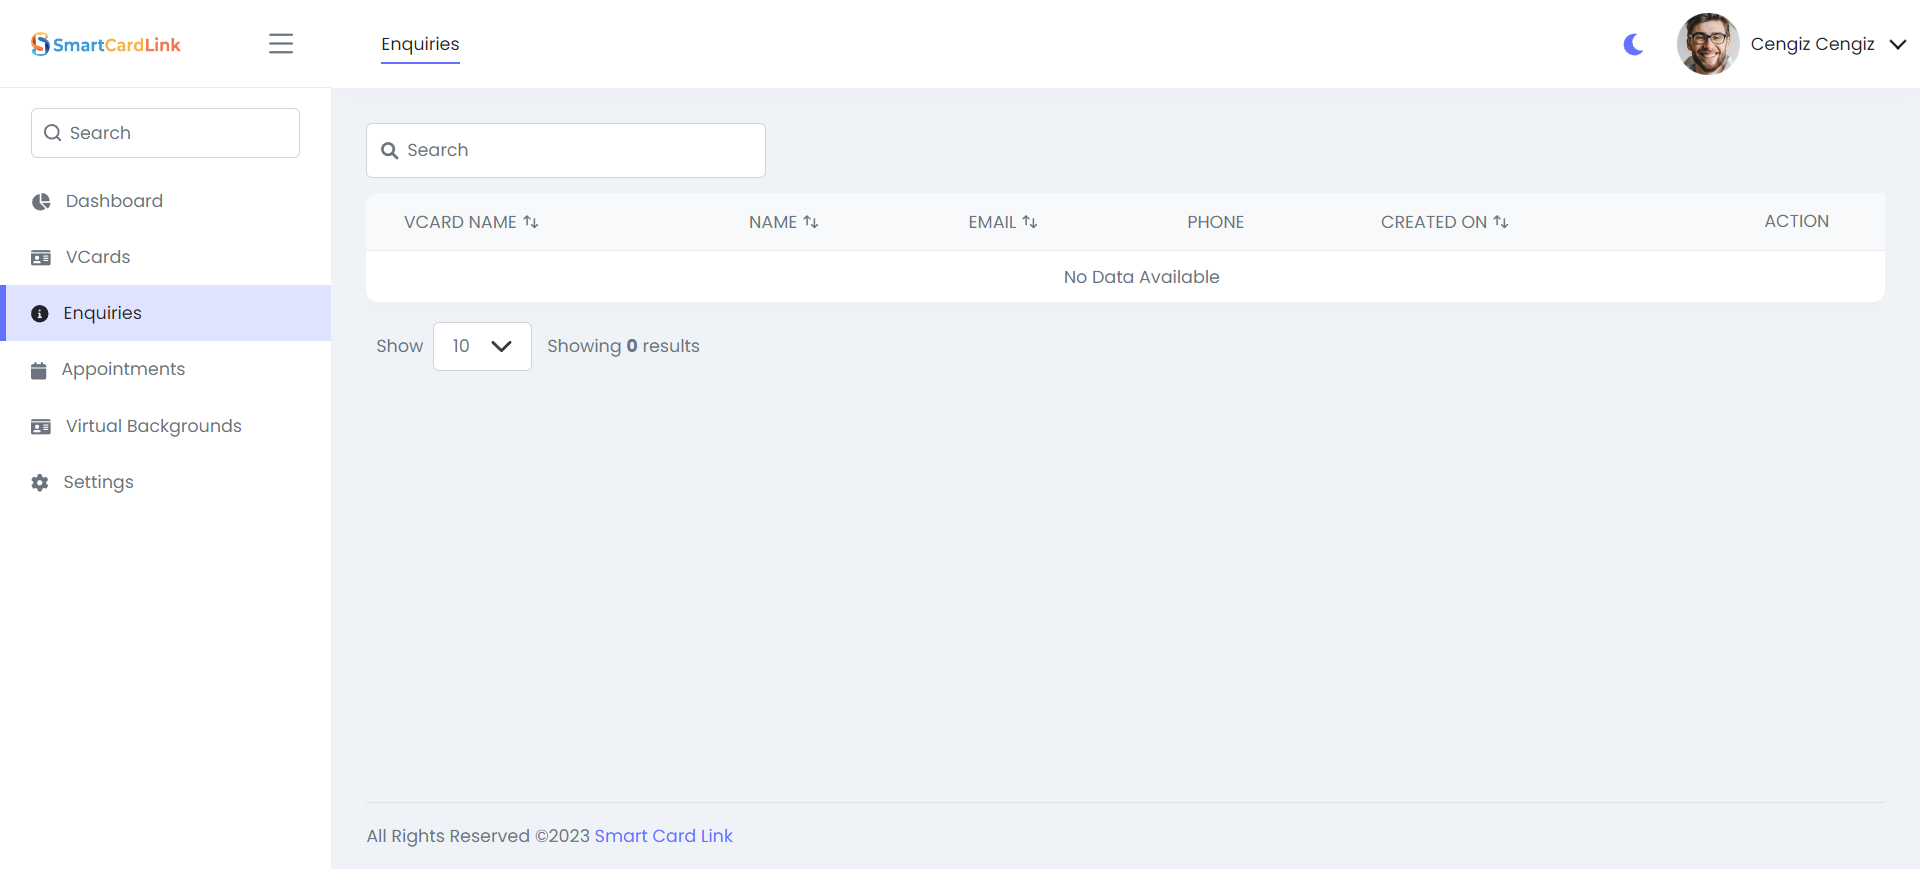 SmartCardLink
Enquiries
Cengiz Cengiz
Search
Dashboard
VCards
Enquiries
Appointments
Virtual Backgrounds
Settings
Search
VCARD NAME NAME EMAIL PHONE CREATED ON ACTION
No Data Available
Show 10 Showing 0 results
All Rights Reserved ©2023 Smart Card Link